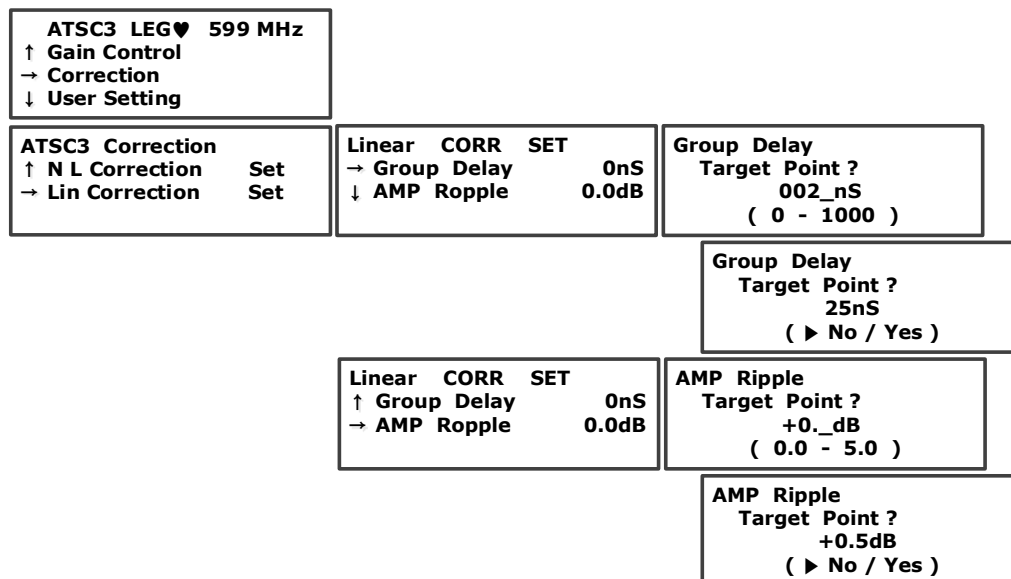 ATSC3 LEG♥ 599 MHz
↑ Gain Control
→ Correction
↓ User Setting
ATSC3 Correction
↑ N L Correction Set
→ Lin Correction Set
Linear CORR SET
→ Group Delay 0nS
↓ AMP Ropple 0.0dB
Group Delay
Target Point ?
002_nS
( 0 - 1000 )
Group Delay
Target Point ?
25nS
( ▶ No / Yes )
Linear CORR SET
↑ Group Delay 0nS
→ AMP Ropple 0.0dB
AMP Ripple
Target Point ?
+0._dB
( 0.0 - 5.0 )
AMP Ripple
Target Point ?
+0.5dB
( ▶ No / Yes )